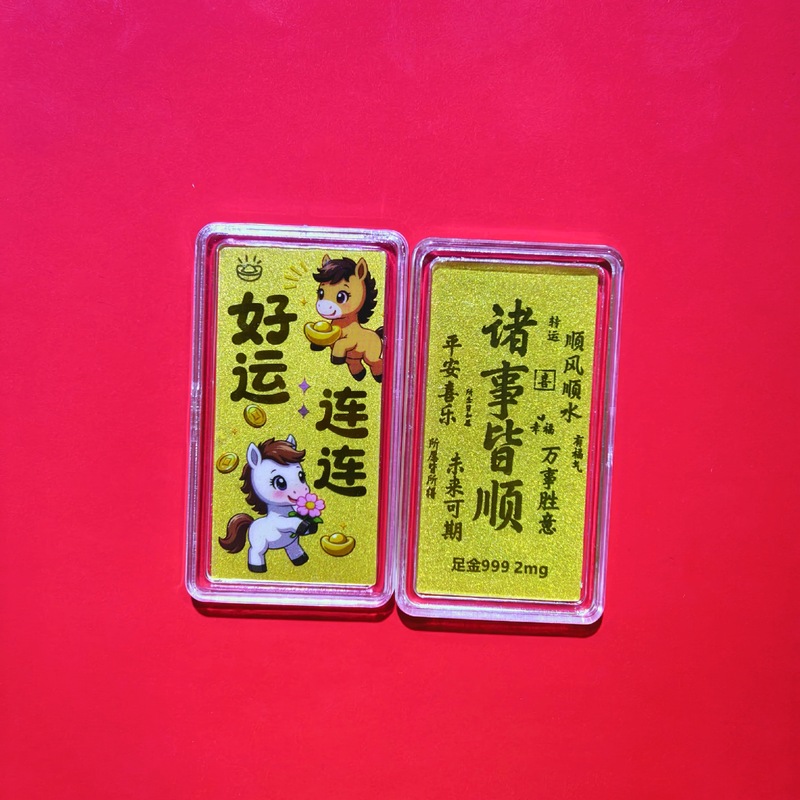 好运
连连
诸事皆顺
转运
顺风顺水
喜
平安喜乐
幸福
有福气
万事胜意
未来可期
所愿皆所得
足金999 2mg